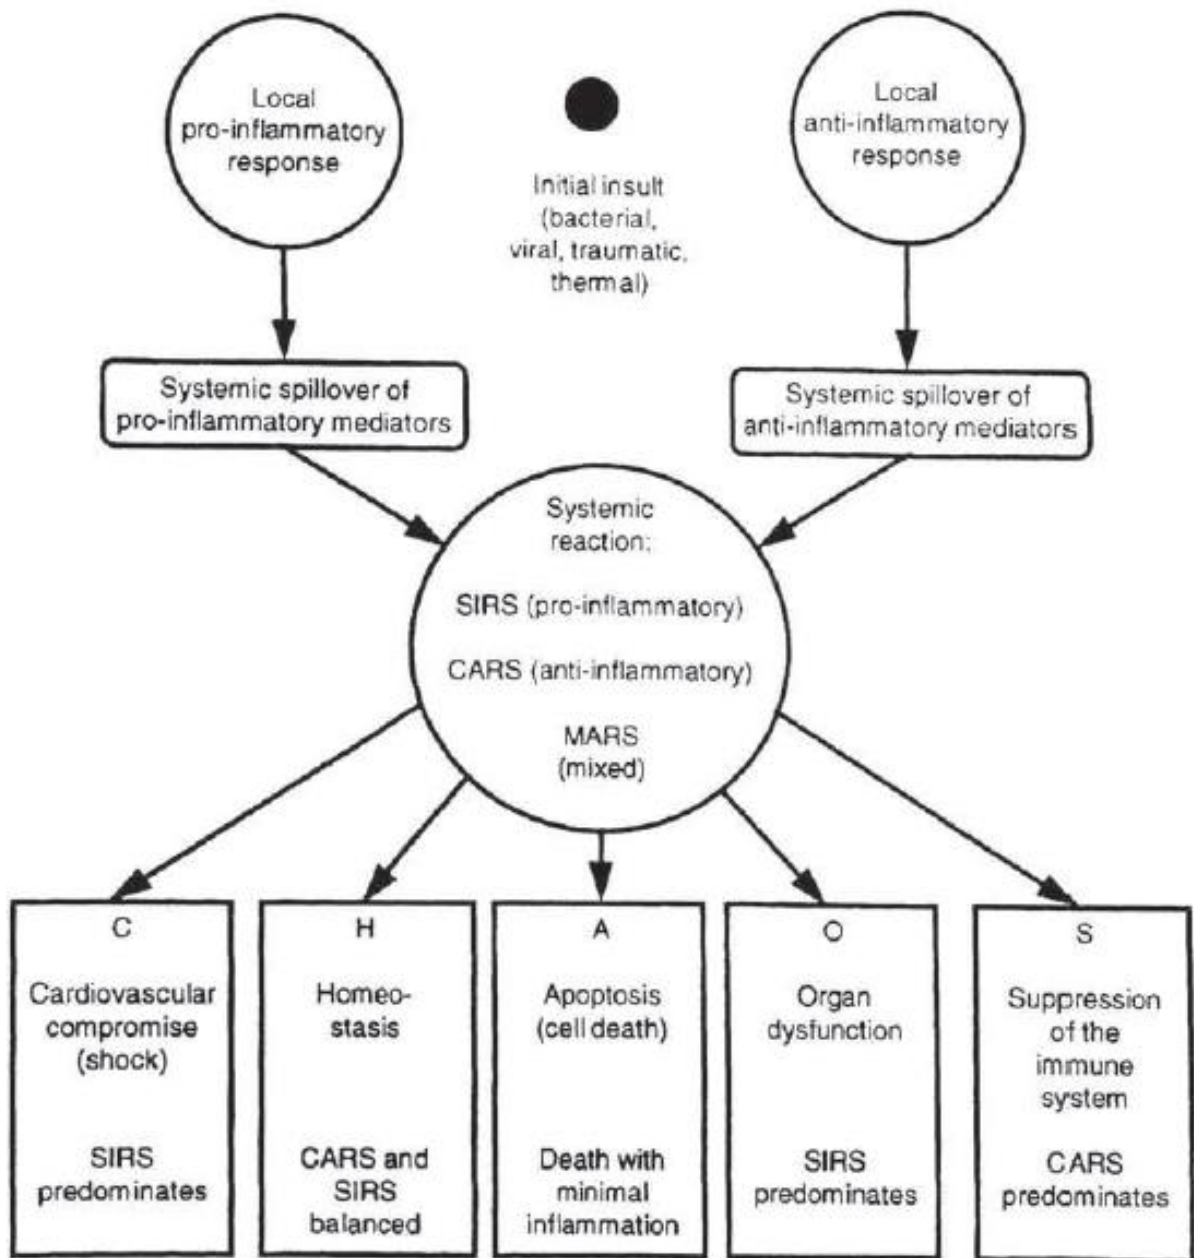 Local
pro-inflammatory
response
Initial insult
(bacterial,
viral, traumatic,
thermal)
Local
anti-inflammatory
response
Systemic spillover of
pro-inflammatory mediators
Systemic spillover of
anti-inflammatory mediators
Systemic
reaction:
SIRS (pro-inflammatory)
CARS (anti-inflammatory)
MARS
(mixed)
C
Cardiovascular
compromise
(shock)
SIRS
predominates
H
Homeo-
stasis
CARS and
SIRS
balanced
A
Apoptosis
(cell death)
Death with
minimal
inflammation
O
Organ
dysfunction
SIRS
predominates
S
Suppression
of the
immune
system
CARS
predominates